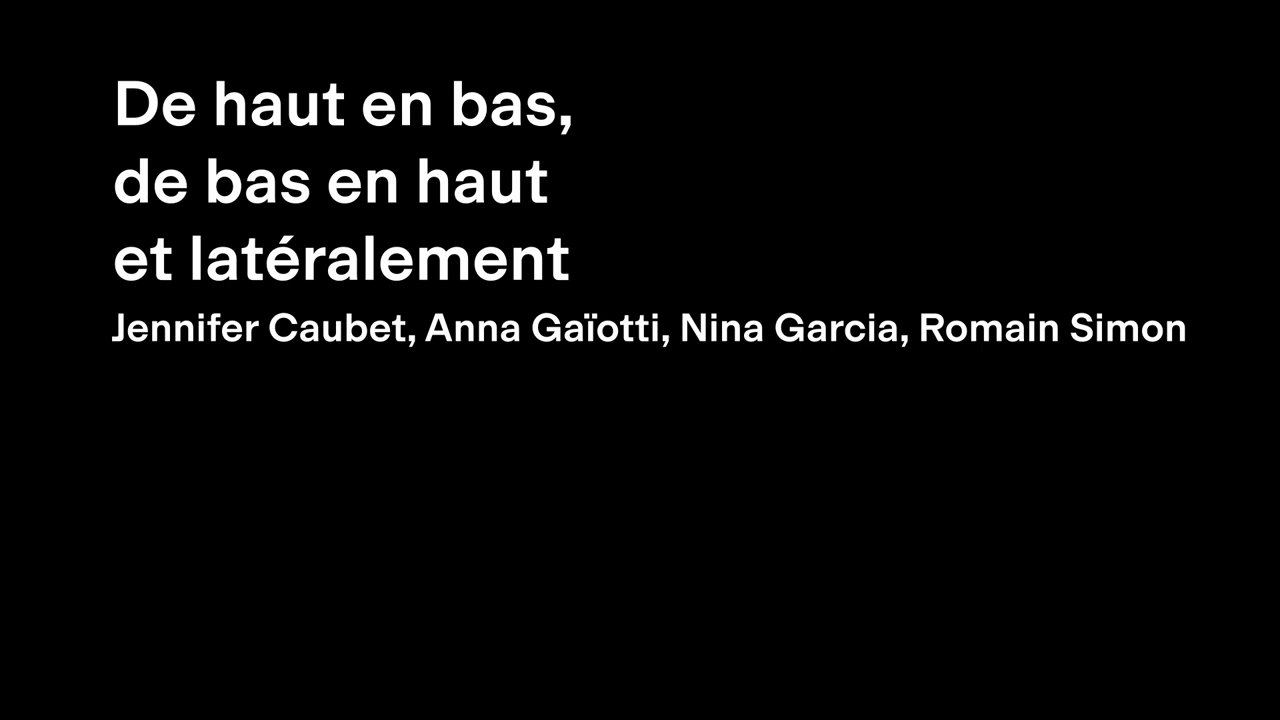 De haut en bas,
de bas en haut
et latéralement
Jennifer Caubet, Anna Gaïotti, Nina Garcia, Romain Simon